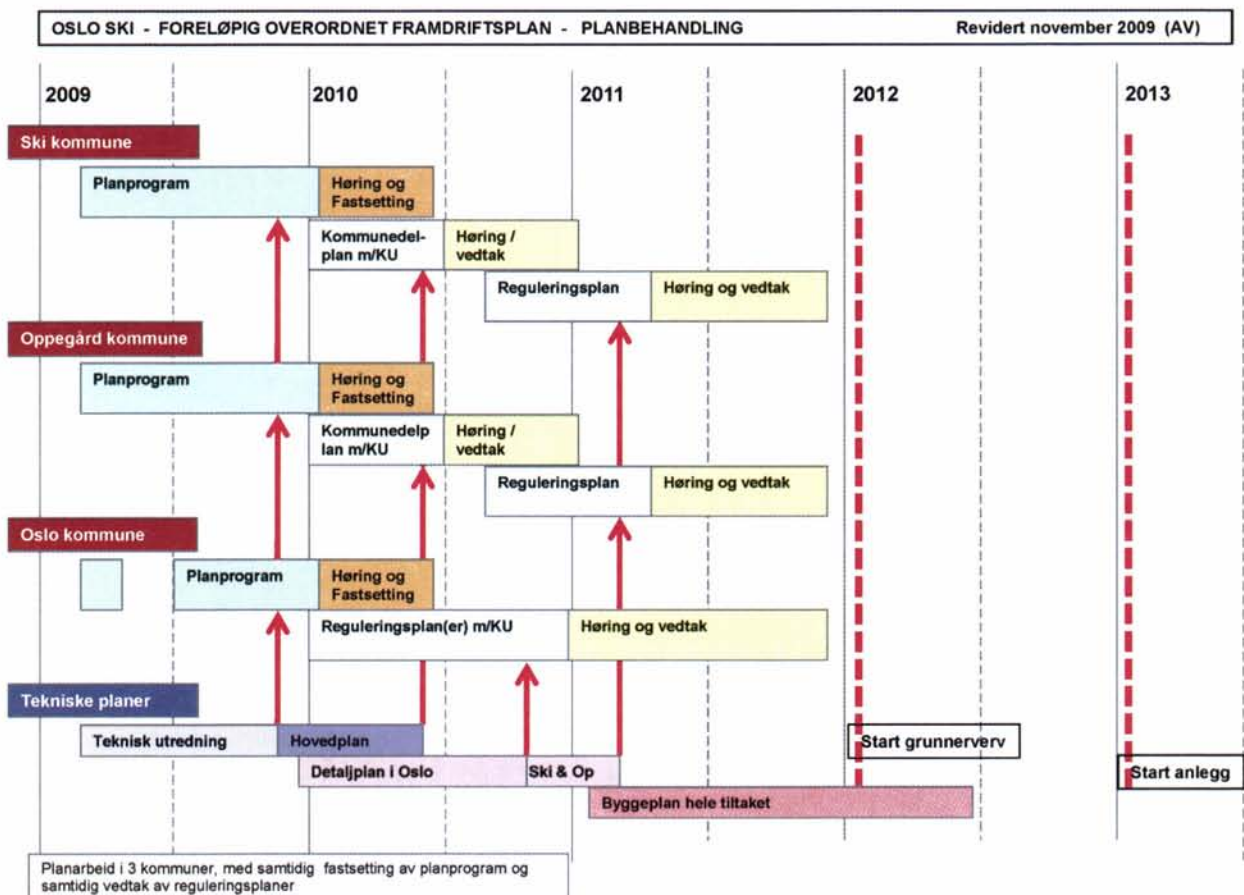 OSLO SKI - FORELØPIG OVERORDNET FRAMDRIFTSPLAN - PLANBEHANDLING Revidert november 2009 (AV)
2009 2010 2011 2012 2013
Ski kommune
Planprogram
Høring og
Fastsetting
Kommunedel-
plan m/KU
Høring /
vedtak
Reguleringsplan
Høring og vedtak
Oppegård kommune
Planprogram
Høring og
Fastsetting
Kommunedelp
lan m/KU
Høring /
vedtak
Reguleringsplan
Høring og vedtak
Oslo kommune
Planprogram
Høring og
Fastsetting
Reguleringsplan(er) m/KU
Høring og vedtak
Tekniske planer
Teknisk utredning
Hovedplan
Start grunnerverv
Detaljplan i Oslo
Ski & Op
Start anlegg
Byggeplan hele tiltaket
Planarbeid i 3 kommuner, med samtidig fastsetting av planprogram og
samtidig vedtak av reguleringsplaner